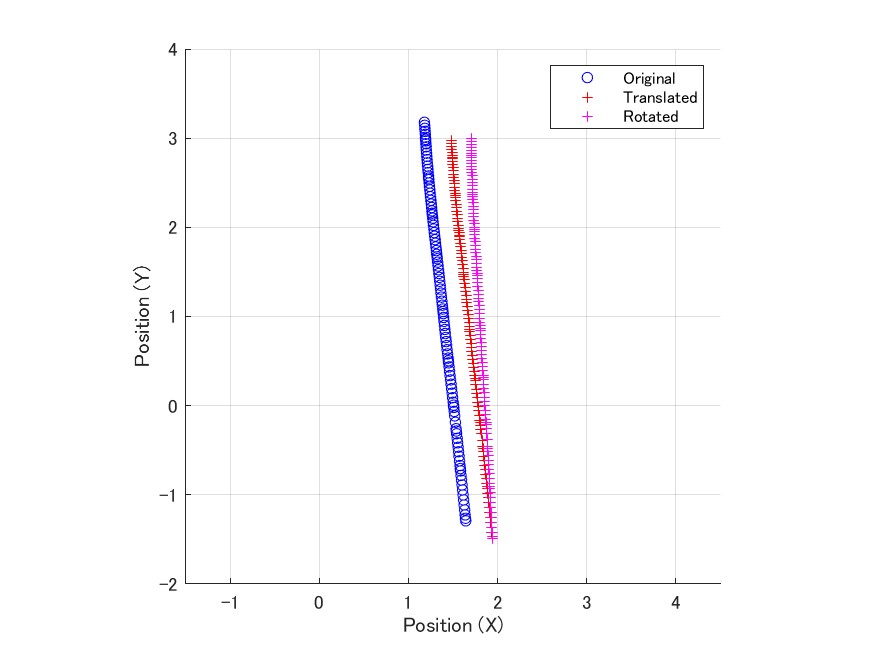 4
3
2
1
0
−1
−2
Position (Y)
Original
Translated
Rotated
−1 0 1 2 3 4
Position (X)